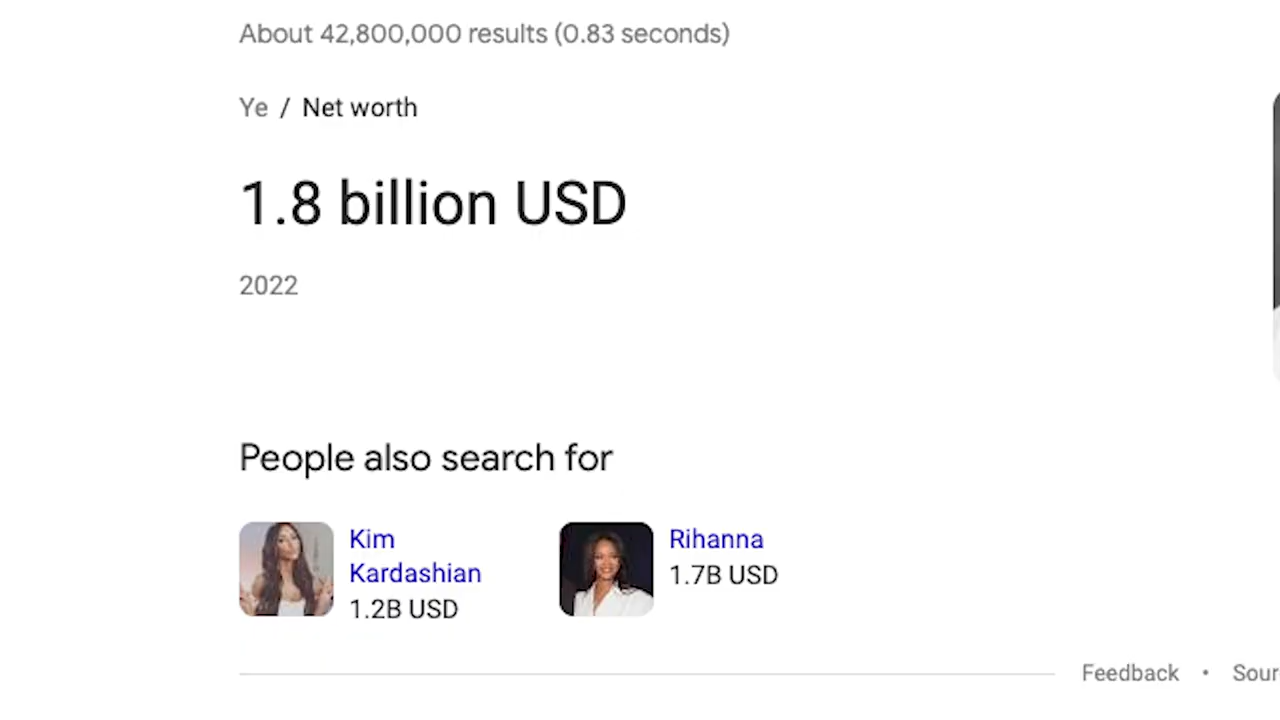 About 42,800,000 results (0.83 seconds)
Ye / Net worth
1.8 billion USD
2022
People also search for
Kim
Kardashian
1.2B USD
Rihanna
1.7B USD
Feedback •